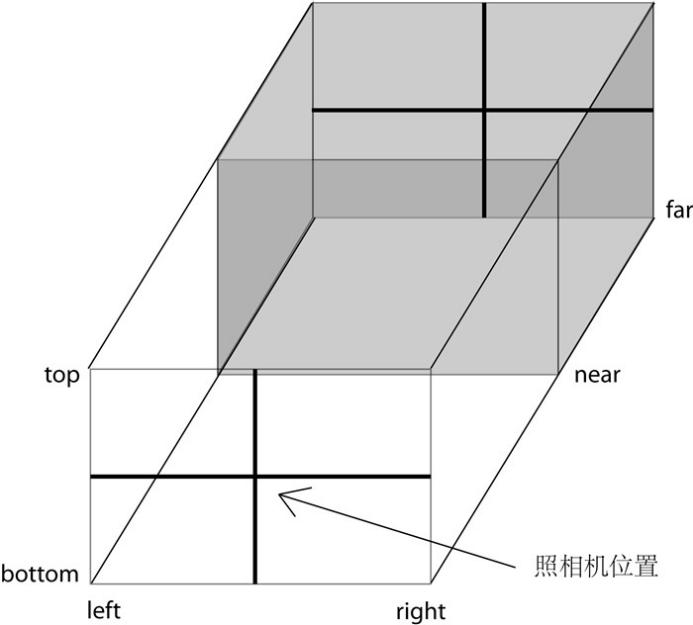 far
top
near
bottom
照相机位置
left
right